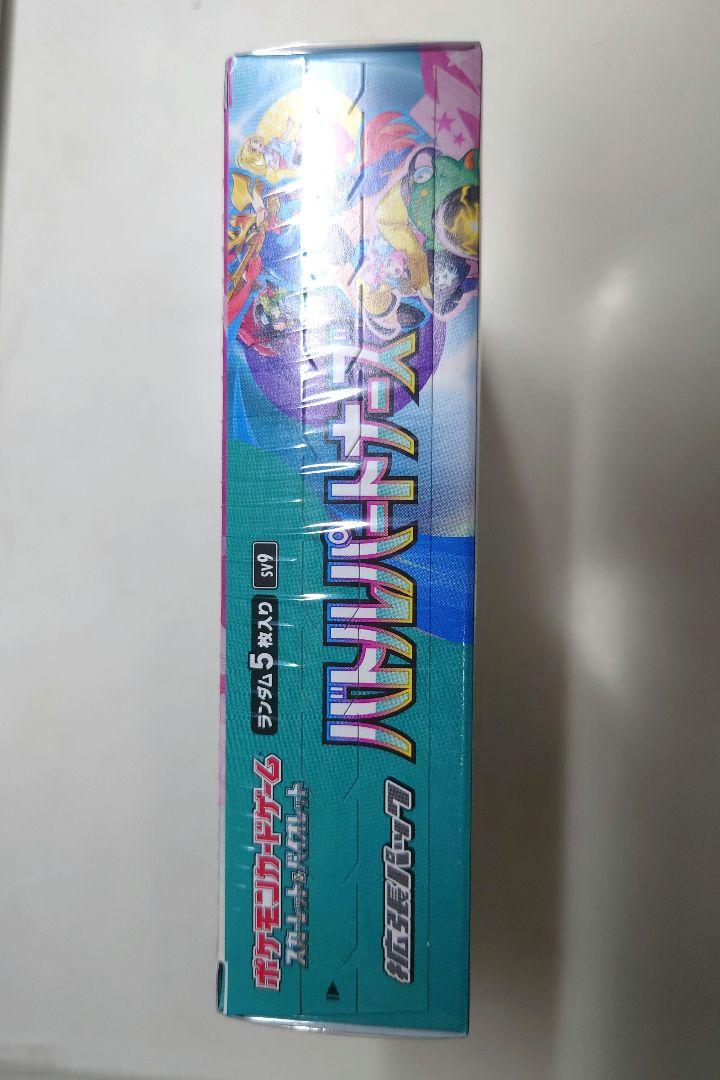 ポケモンカードゲーム
スカーレット&バイオレット
ランダム5枚入り
SV9
拡張パック
バトルパートナーズ